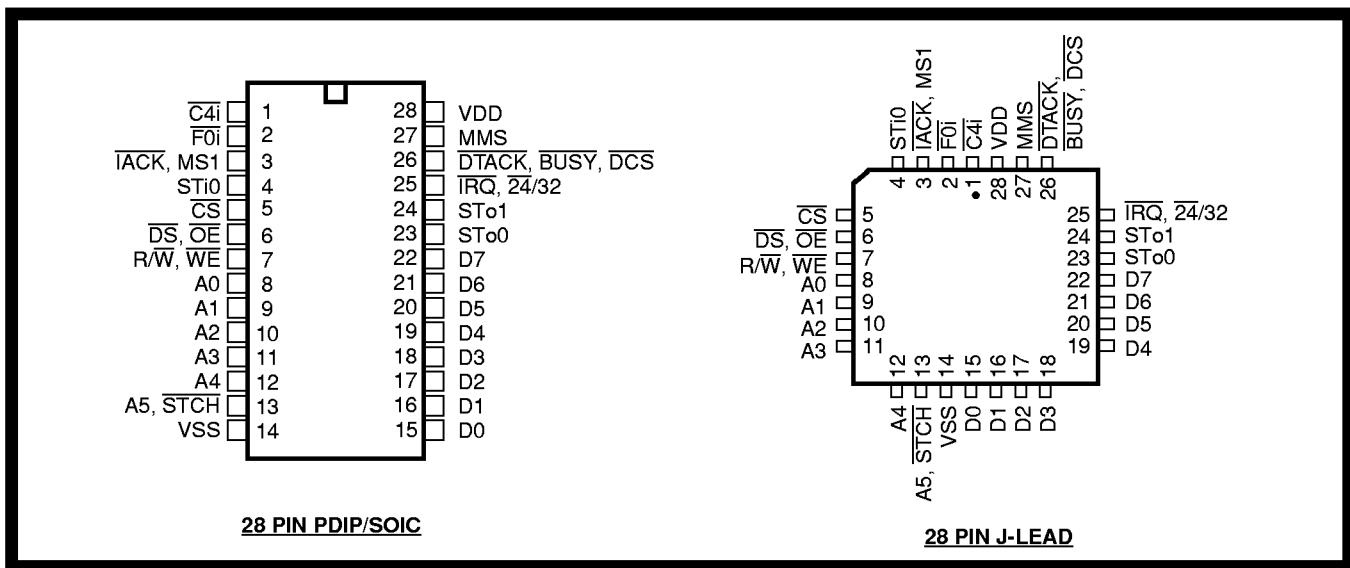 C4i 1 28 VDD
F0i 2 27 MMS
IACK, MS1 3 26 DTACK, BUSY, DCS
STi0 4 25 IRQ, 24/32
CS 5 24 STo1
DS, OE 6 23 STo0
R/W, WE 7 22 D7
A0 8 21 D6
A1 9 20 D5
A2 10 19 D4
A3 11 18 D3
A4 12 17 D2
A5, STCH 13 16 D1
VSS 14 15 D0
28 PIN PDIP/SOIC
STi0
IACK, MS1
F0i
C4i
VDD
MMS
DTACK,
BUSY, DCS
4 3 2 1 28 27 26
CS 5 25 IRQ, 24/32
DS, OE 6 24 STo1
R/W, WE 7 23 STo0
A0 8 22 D7
A1 9 21 D6
A2 10 20 D5
A3 11 19 D4
12 13 14 15 16 17 18
A4
A5, STCH
VSS
D0
D1
D2
D3
28 PIN J-LEAD